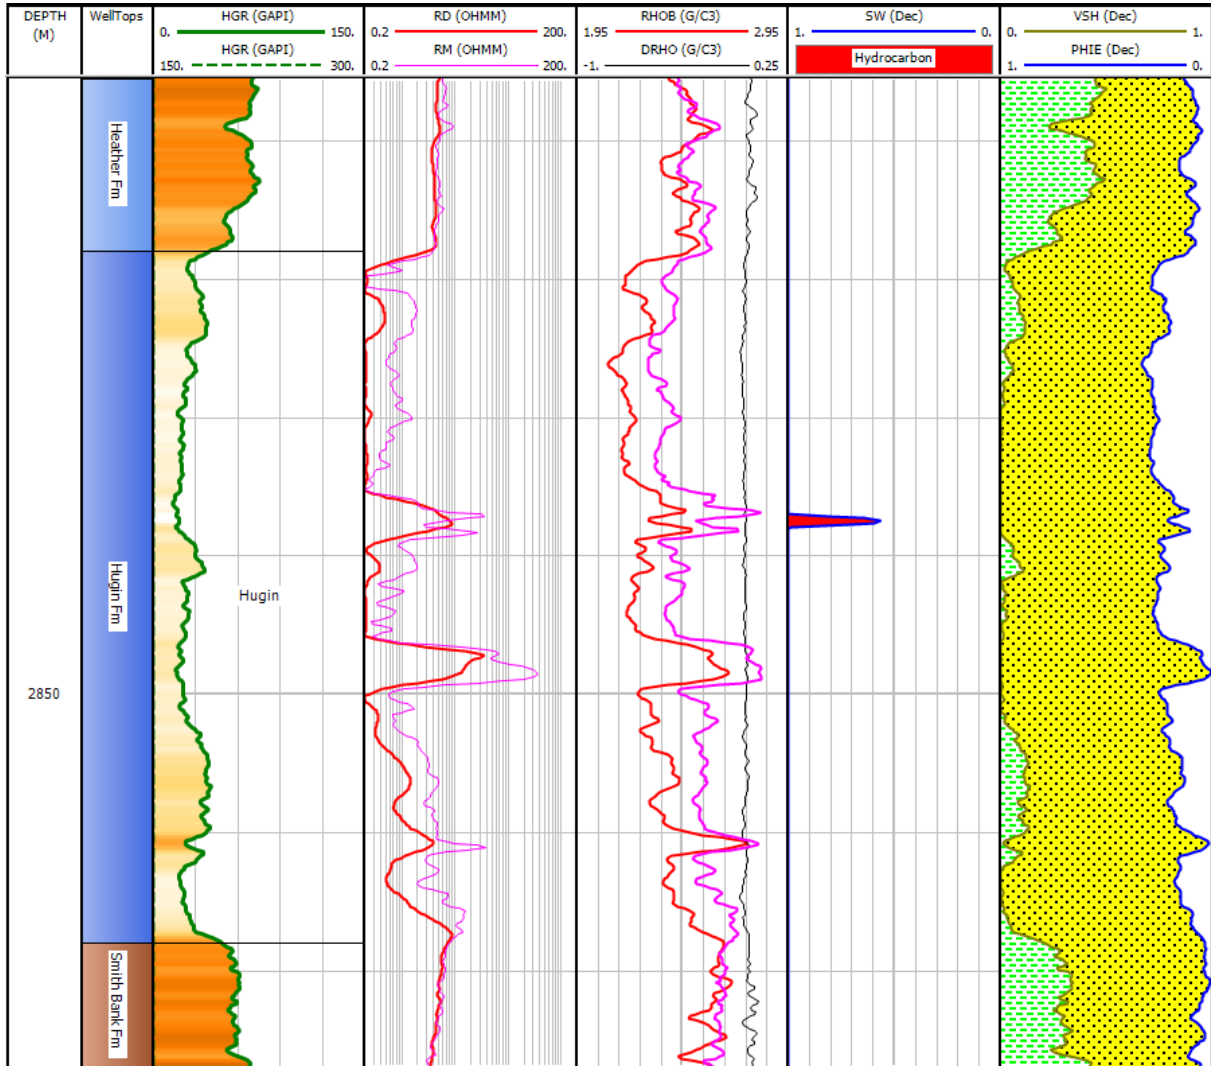 DEPTH (M)
WellTops
HGR (GAPI)
0. 150.
HGR (GAPI)
150. 300.
RD (OHMM)
0.2 200.
RM (OHMM)
0.2 200.
RHOB (G/C3)
1.95 2.95
DRHO (G/C3)
-1. 0.25
SW (Dec)
1. 0.
Hydrocarbon
VSH (Dec)
0. 1.
PHIE (Dec)
1. 0.
Heather Fm
Hugin Fm
Hugin
2850
Smith Bank Fm